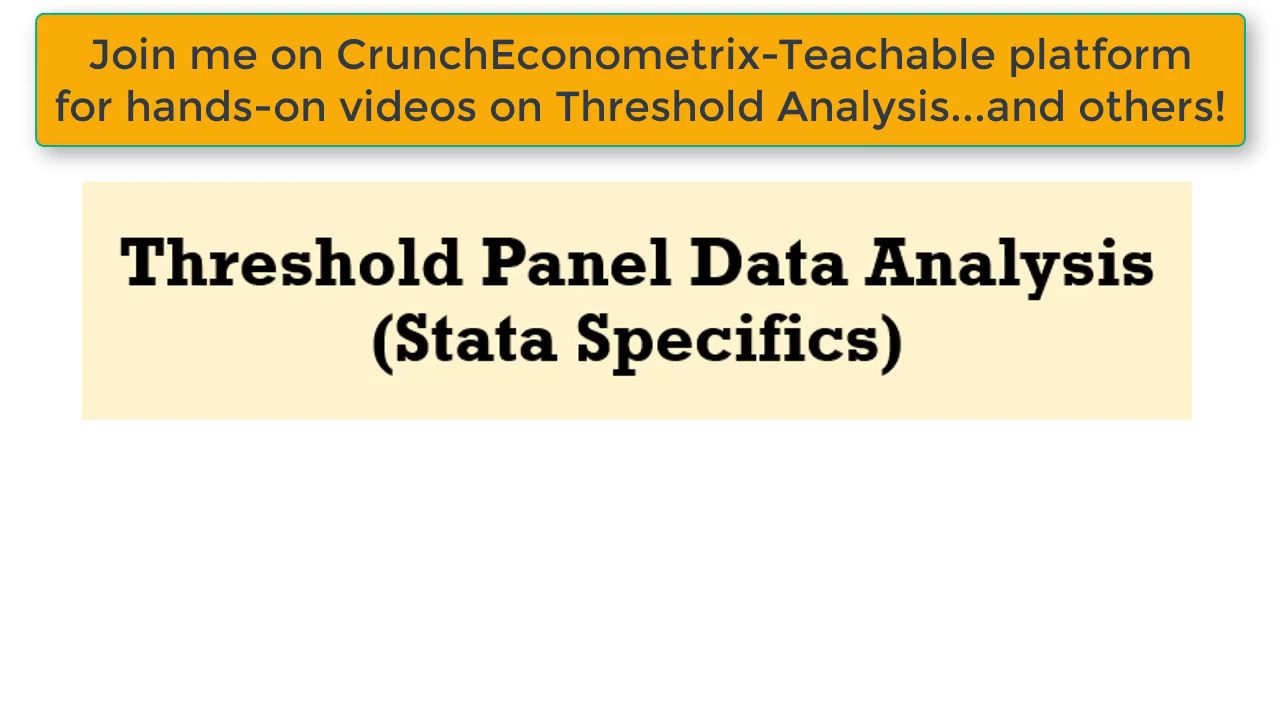 Join me on CrunchEconometrix-Teachable platform
for hands-on videos on Threshold Analysis...and others!
Threshold Panel Data Analysis
(Stata Specifics)